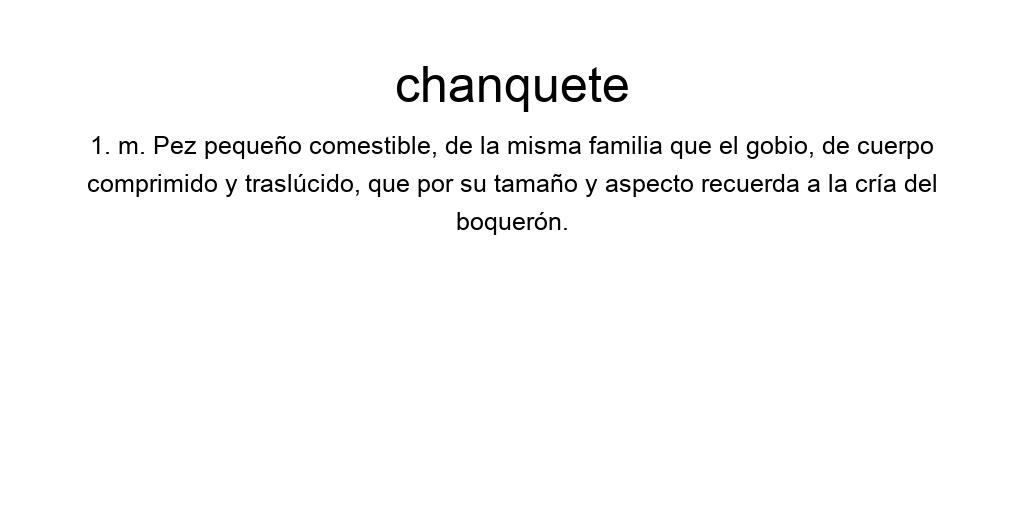 chanquete
1. m. Pez pequeño comestible, de la misma familia que el gobio, de cuerpo
comprimido y traslúcido, que por su tamaño y aspecto recuerda a la cría del
boquerón.